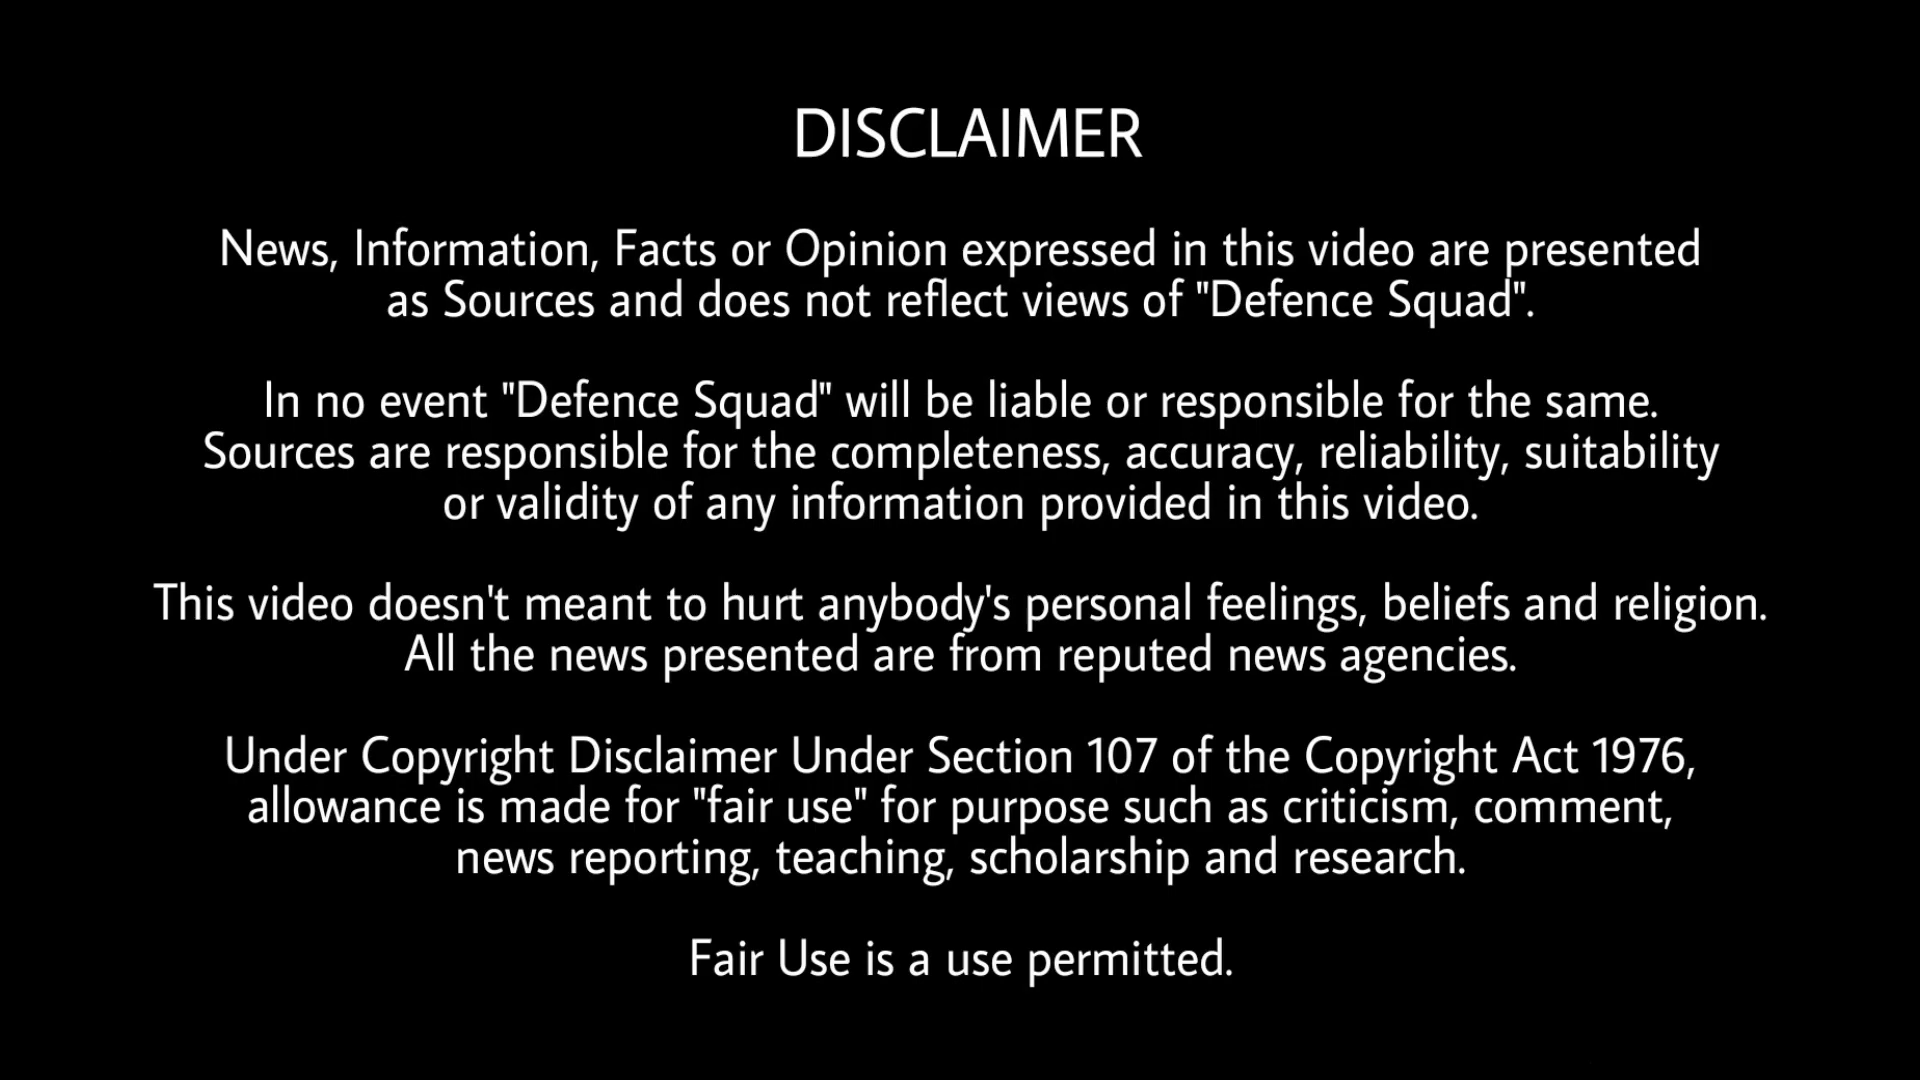 DISCLAIMER
News, Information, Facts or Opinion expressed in this video are presented
as Sources and does not reflect views of "Defence Squad".
In no event "Defence Squad" will be liable or responsible for the same.
Sources are responsible for the completeness, accuracy, reliability, suitability
or validity of any information provided in this video.
This video doesn't meant to hurt anybody's personal feelings, beliefs and religion.
All the news presented are from reputed news agencies.
Under Copyright Disclaimer Under Section 107 of the Copyright Act 1976,
allowance is made for "fair use" for purpose such as criticism, comment,
news reporting, teaching, scholarship and research.
Fair Use is a use permitted.